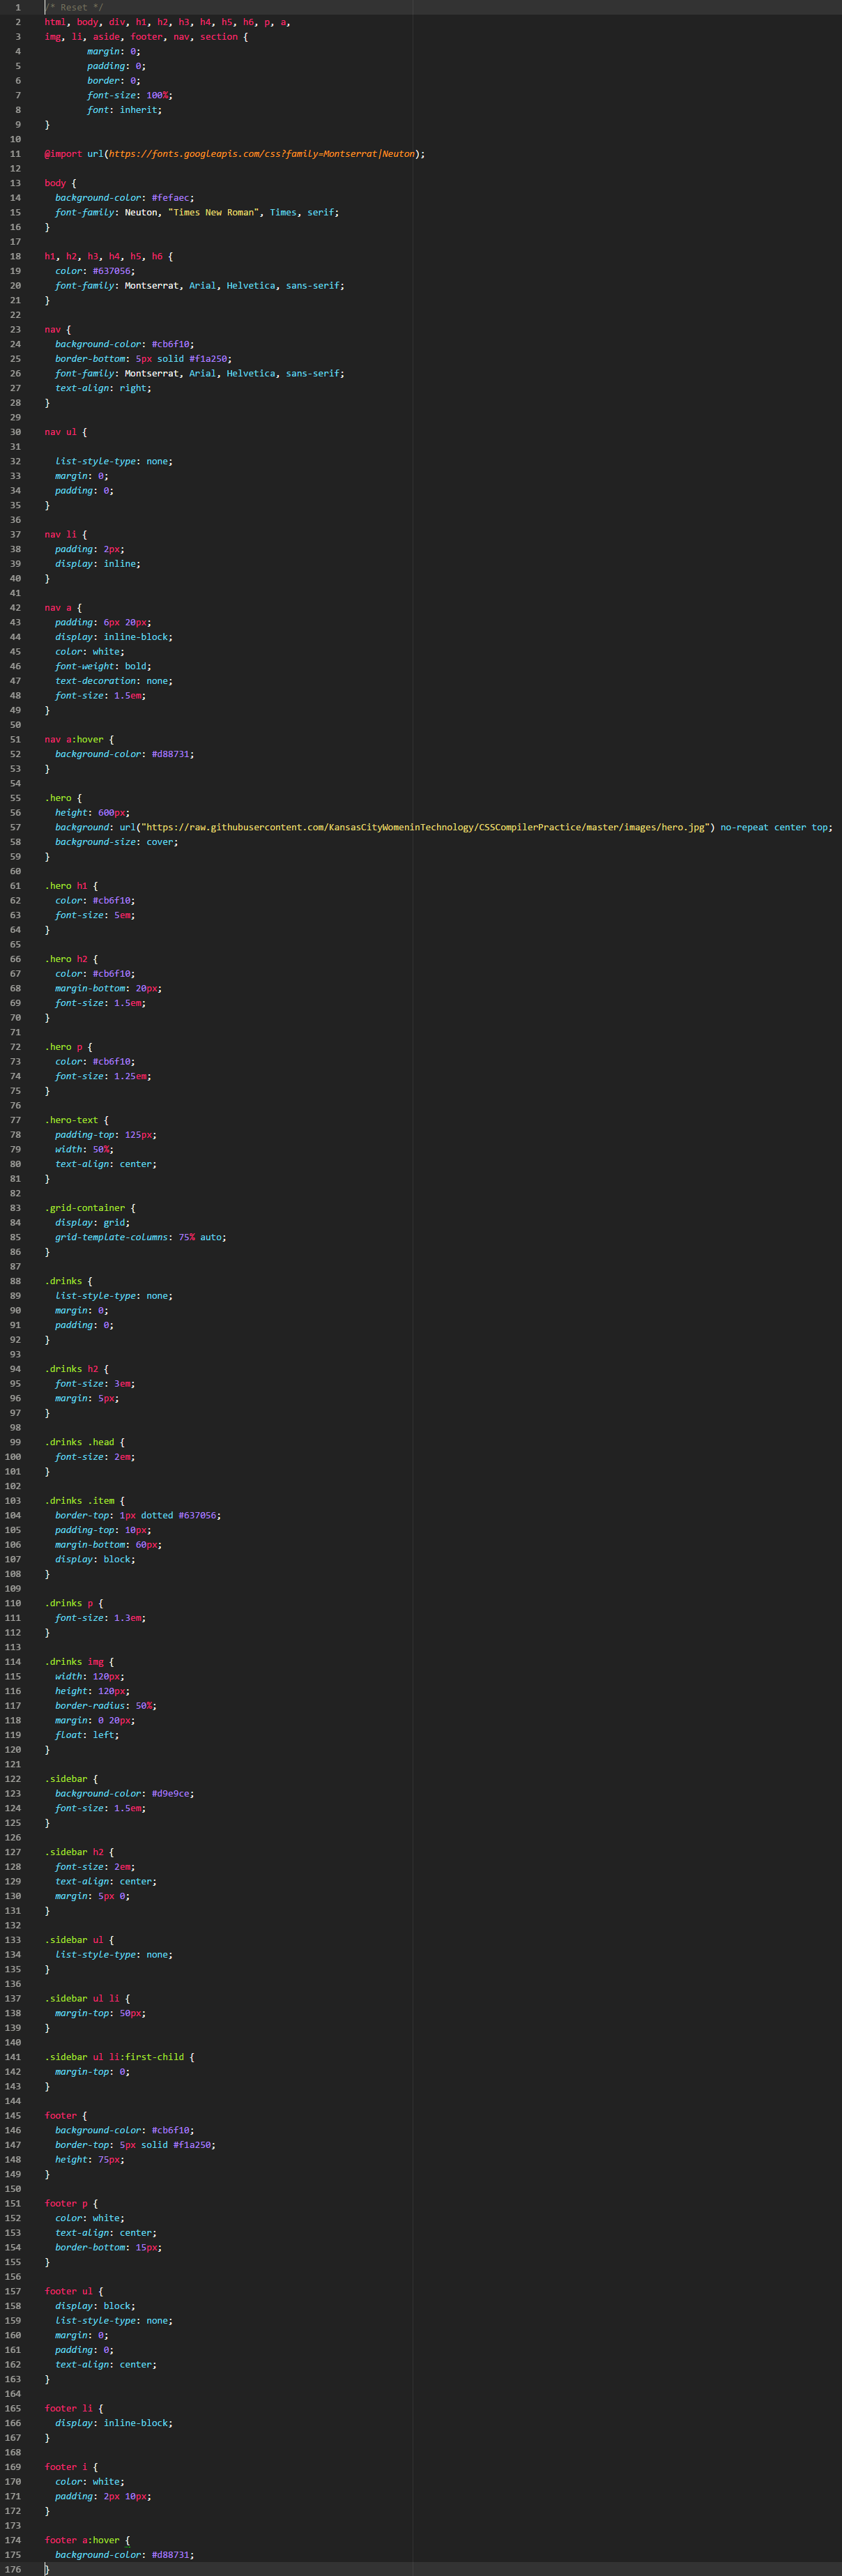 1 /* Reset */
2 html, body, div, h1, h2, h3, h4, h5, h6, p, a,
3 img, li, aside, footer, nav, section {
4 margin: 0;
5 padding: 0;
6 border: 0;
7 font-size: 100%;
8 font: inherit;
9 }
10
11 @import url(https://fonts.googleapis.com/css?family=Montserrat|Neuton);
12
13 body {
14 background-color: #fefaec;
15 font-family: Neuton, "Times New Roman", Times, serif;
16 }
17
18 h1, h2, h3, h4, h5, h6 {
19 color: #637056;
20 font-family: Montserrat, Arial, Helvetica, sans-serif;
21 }
22
23 nav {
24 background-color: #cb6f10;
25 border-bottom: 5px solid #f1a250;
26 font-family: Montserrat, Arial, Helvetica, sans-serif;
27 text-align: right;
28 }
29
30 nav ul {
31
32 list-style-type: none;
33 margin: 0;
34 padding: 0;
35 }
36
37 nav li {
38 padding: 2px;
39 display: inline;
40 }
41
42 nav a {
43 padding: 6px 20px;
44 display: inline-block;
45 color: white;
46 font-weight: bold;
47 text-decoration: none;
48 font-size: 1.5em;
49 }
50
51 nav a:hover {
52 background-color: #d88731;
53 }
54
55 .hero {
56 height: 600px;
57 background: url("https://raw.githubusercontent.com/KansasCityWomeninTechnology/CSSCompilerPractice/master/images/hero.jpg") no-repeat center top;
58 background-size: cover;
59 }
60
61 .hero h1 {
62 color: #cb6f10;
63 font-size: 5em;
64 }
65
66 .hero h2 {
67 color: #cb6f10;
68 margin-bottom: 20px;
69 font-size: 1.5em;
70 }
71
72 .hero p {
73 color: #cb6f10;
74 font-size: 1.25em;
75 }
76
77 .hero-text {
78 padding-top: 125px;
79 width: 50%;
80 text-align: center;
81 }
82
83 .grid-container {
84 display: grid;
85 grid-template-columns: 75% auto;
86 }
87
88 .drinks {
89 list-style-type: none;
90 margin: 0;
91 padding: 0;
92 }
93
94 .drinks h2 {
95 font-size: 3em;
96 margin: 5px;
97 }
98
99 .drinks .head {
100 font-size: 2em;
101 }
102
103 .drinks .item {
104 border-top: 1px dotted #637056;
105 padding-top: 10px;
106 margin-bottom: 60px;
107 display: block;
108 }
109
110 .drinks p {
111 font-size: 1.3em;
112 }
113
114 .drinks img {
115 width: 120px;
116 height: 120px;
117 border-radius: 50%;
118 margin: 0 20px;
119 float: left;
120 }
121
122 .sidebar {
123 background-color: #d9e9ce;
124 font-size: 1.5em;
125 }
126
127 .sidebar h2 {
128 font-size: 2em;
129 text-align: center;
130 margin: 5px 0;
131 }
132
133 .sidebar ul {
134 list-style-type: none;
135 }
136
137 .sidebar ul li {
138 margin-top: 50px;
139 }
140
141 .sidebar ul li:first-child {
142 margin-top: 0;
143 }
144
145 footer {
146 background-color: #cb6f10;
147 border-top: 5px solid #f1a250;
148 height: 75px;
149 }
150
151 footer p {
152 color: white;
153 text-align: center;
154 border-bottom: 15px;
155 }
156
157 footer ul {
158 display: block;
159 list-style-type: none;
160 margin: 0;
161 padding: 0;
162 text-align: center;
163 }
164
165 footer li {
166 display: inline-block;
167 }
168
169 footer i {
170 color: white;
171 padding: 2px 10px;
172 }
173
174 footer a:hover {
175 background-color: #d88731;
176 }